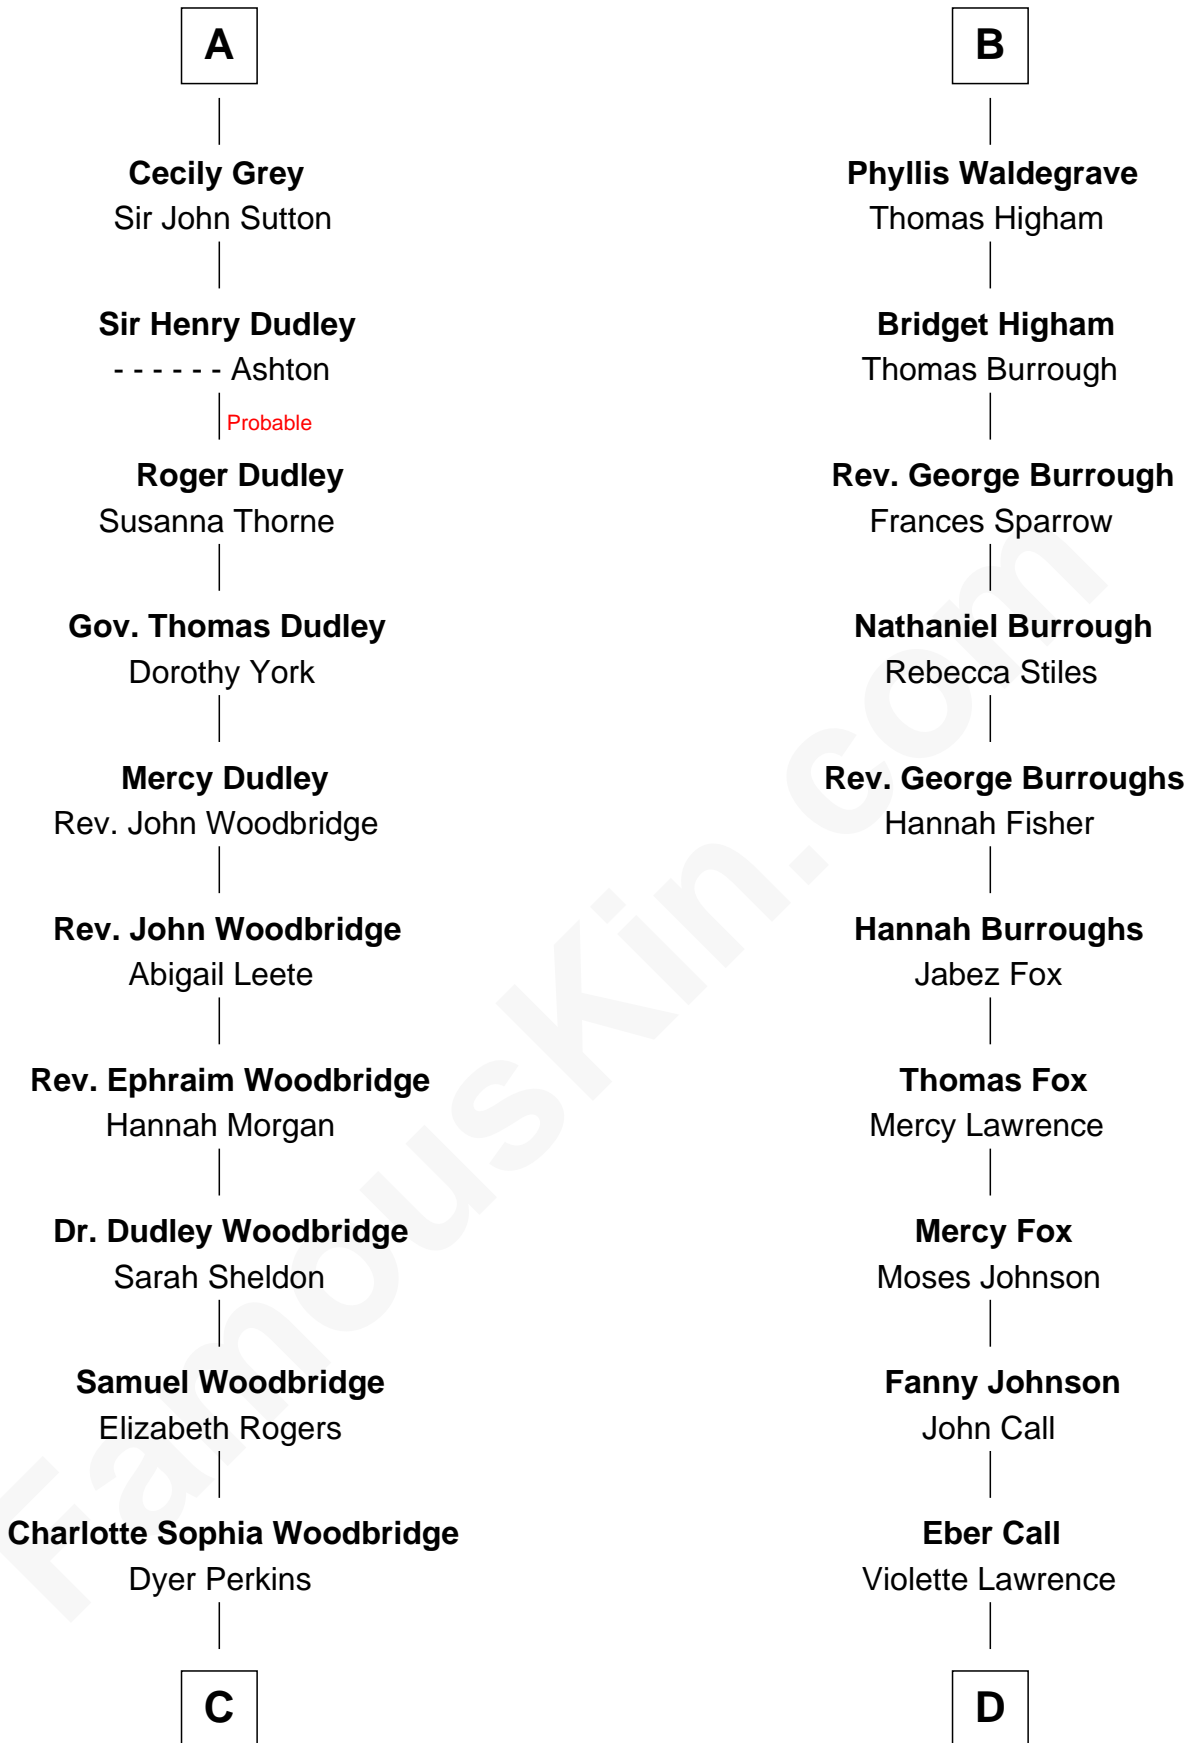 A
Cecily Grey
Sir John Sutton
Sir Henry Dudley
- - - - - - Ashton
Probable
Roger Dudley
Susanna Thorne
Gov. Thomas Dudley
Dorothy York
Mercy Dudley
Rev. John Woodbridge
Rev. John Woodbridge
Abigail Leete
Rev. Ephraim Woodbridge
Hannah Morgan
Dr. Dudley Woodbridge
Sarah Sheldon
Samuel Woodbridge
Elizabeth Rogers
Charlotte Sophia Woodbridge
Dyer Perkins
C
B
Phyllis Waldegrave
Thomas Higham
Bridget Higham
Thomas Burrough
Rev. George Burrough
Frances Sparrow
Nathaniel Burrough
Rebecca Stiles
Rev. George Burroughs
Hannah Fisher
Hannah Burroughs
Jabez Fox
Thomas Fox
Mercy Lawrence
Mercy Fox
Moses Johnson
Fanny Johnson
John Call
Eber Call
Violette Lawrence
D
FamousKin.com